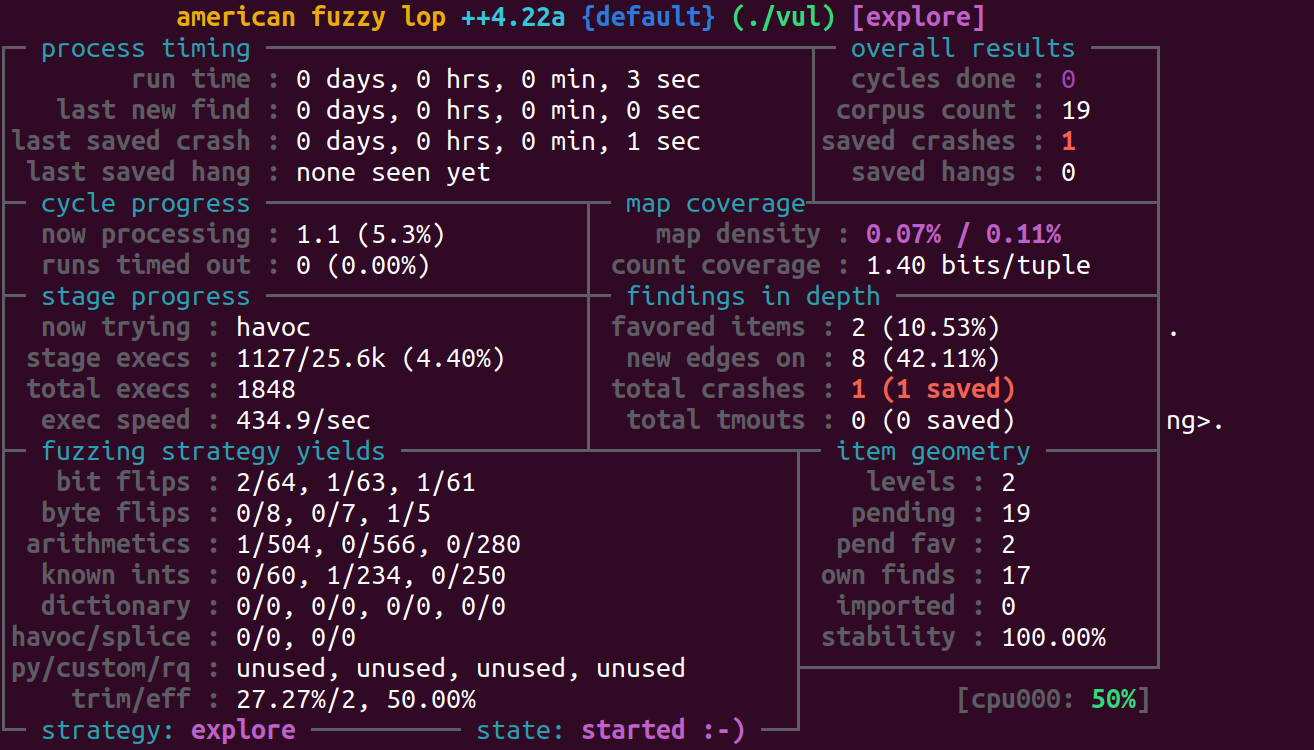 american fuzzy lop ++4.22a {default} (./vul) [explore]
process timing overall results
run time : 0 days, 0 hrs, 0 min, 3 sec cycles done : 0
last new find : 0 days, 0 hrs, 0 min, 0 sec corpus count : 19
last saved crash : 0 days, 0 hrs, 0 min, 1 sec saved crashes : 1
last saved hang : none seen yet saved hangs : 0
cycle progress map coverage
now processing : 1.1 (5.3%) map density : 0.07% / 0.11%
runs timed out : 0 (0.00%) count coverage : 1.40 bits/tuple
stage progress findings in depth
now trying : havoc favored items : 2 (10.53%) .
stage execs : 1127/25.6k (4.40%) new edges on : 8 (42.11%)
total execs : 1848 total crashes : 1 (1 saved)
exec speed : 434.9/sec total tmouts : 0 (0 saved) ng>.
fuzzing strategy yields item geometry
bit flips : 2/64, 1/63, 1/61 levels : 2
byte flips : 0/8, 0/7, 1/5 pending : 19
arithmetics : 1/504, 0/566, 0/280 pend fav : 2
known ints : 0/60, 1/234, 0/250 own finds : 17
dictionary : 0/0, 0/0, 0/0, 0/0 imported : 0
havoc/splice : 0/0, 0/0 stability : 100.00%
py/custom/rq : unused, unused, unused, unused
trim/eff : 27.27%/2, 50.00% [cpu000: 50%]
strategy: explore state: started :-)